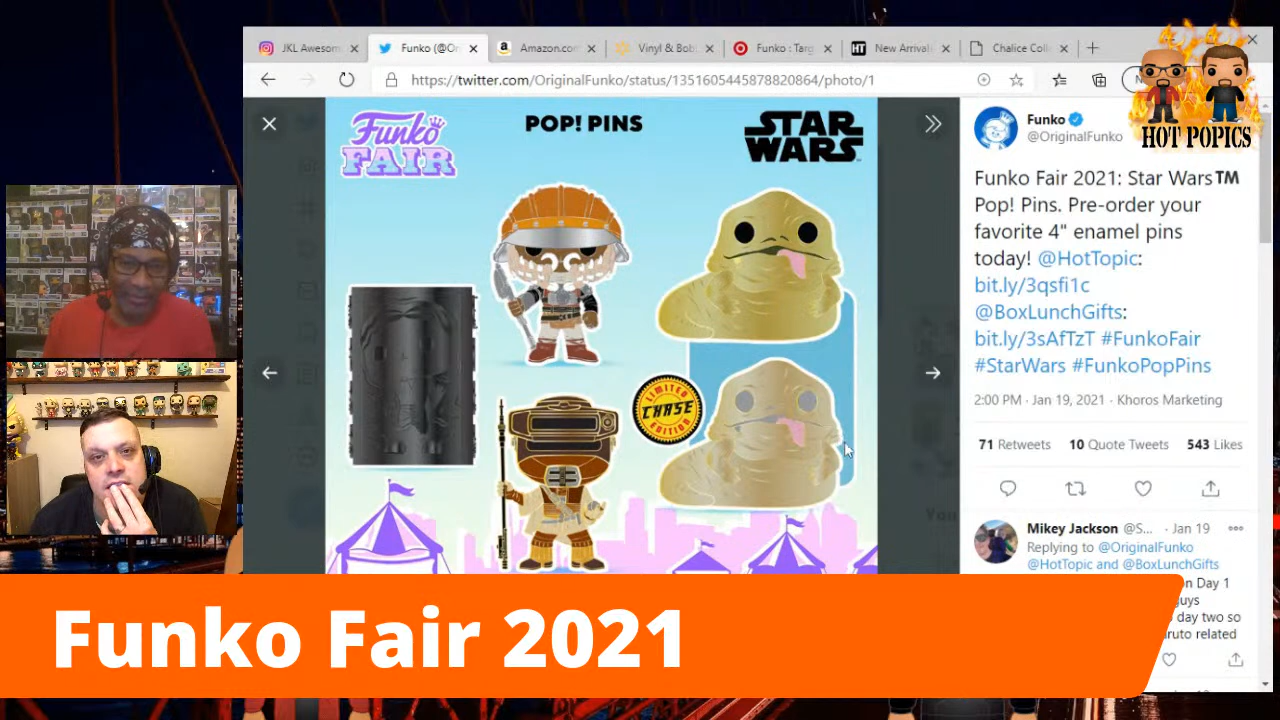 JKL Awesom
Funko (@Or
Amazon.com
Vinyl & Bobl
Funko : Targ
New Arrival
Chalice Coll
https://twitter.com/OriginalFunko/status/1351605445878820864/photo/1
HOT POPICS
Funko FAIR
POP! PINS
STAR WARS
LIMITED
CHASE
EDITION
Funko
@OriginalFunko
Funko Fair 2021: Star Wars™
Pop! Pins. Pre-order your
favorite 4" enamel pins
today! @HotTopic:
bit.ly/3qsfi1c
@BoxLunchGifts:
bit.ly/3sAfTzT #FunkoFair
#StarWars #FunkoPopPins
2:00 PM · Jan 19, 2021 · Khoros Marketing
71 Retweets 10 Quote Tweets 543 Likes
Mikey Jackson @S... · Jan 19
Replying to @OriginalFunko
@HotTopic and @BoxLunchGifts
n Day 1
uys
day two so
ruto related
Funko Fair 2021